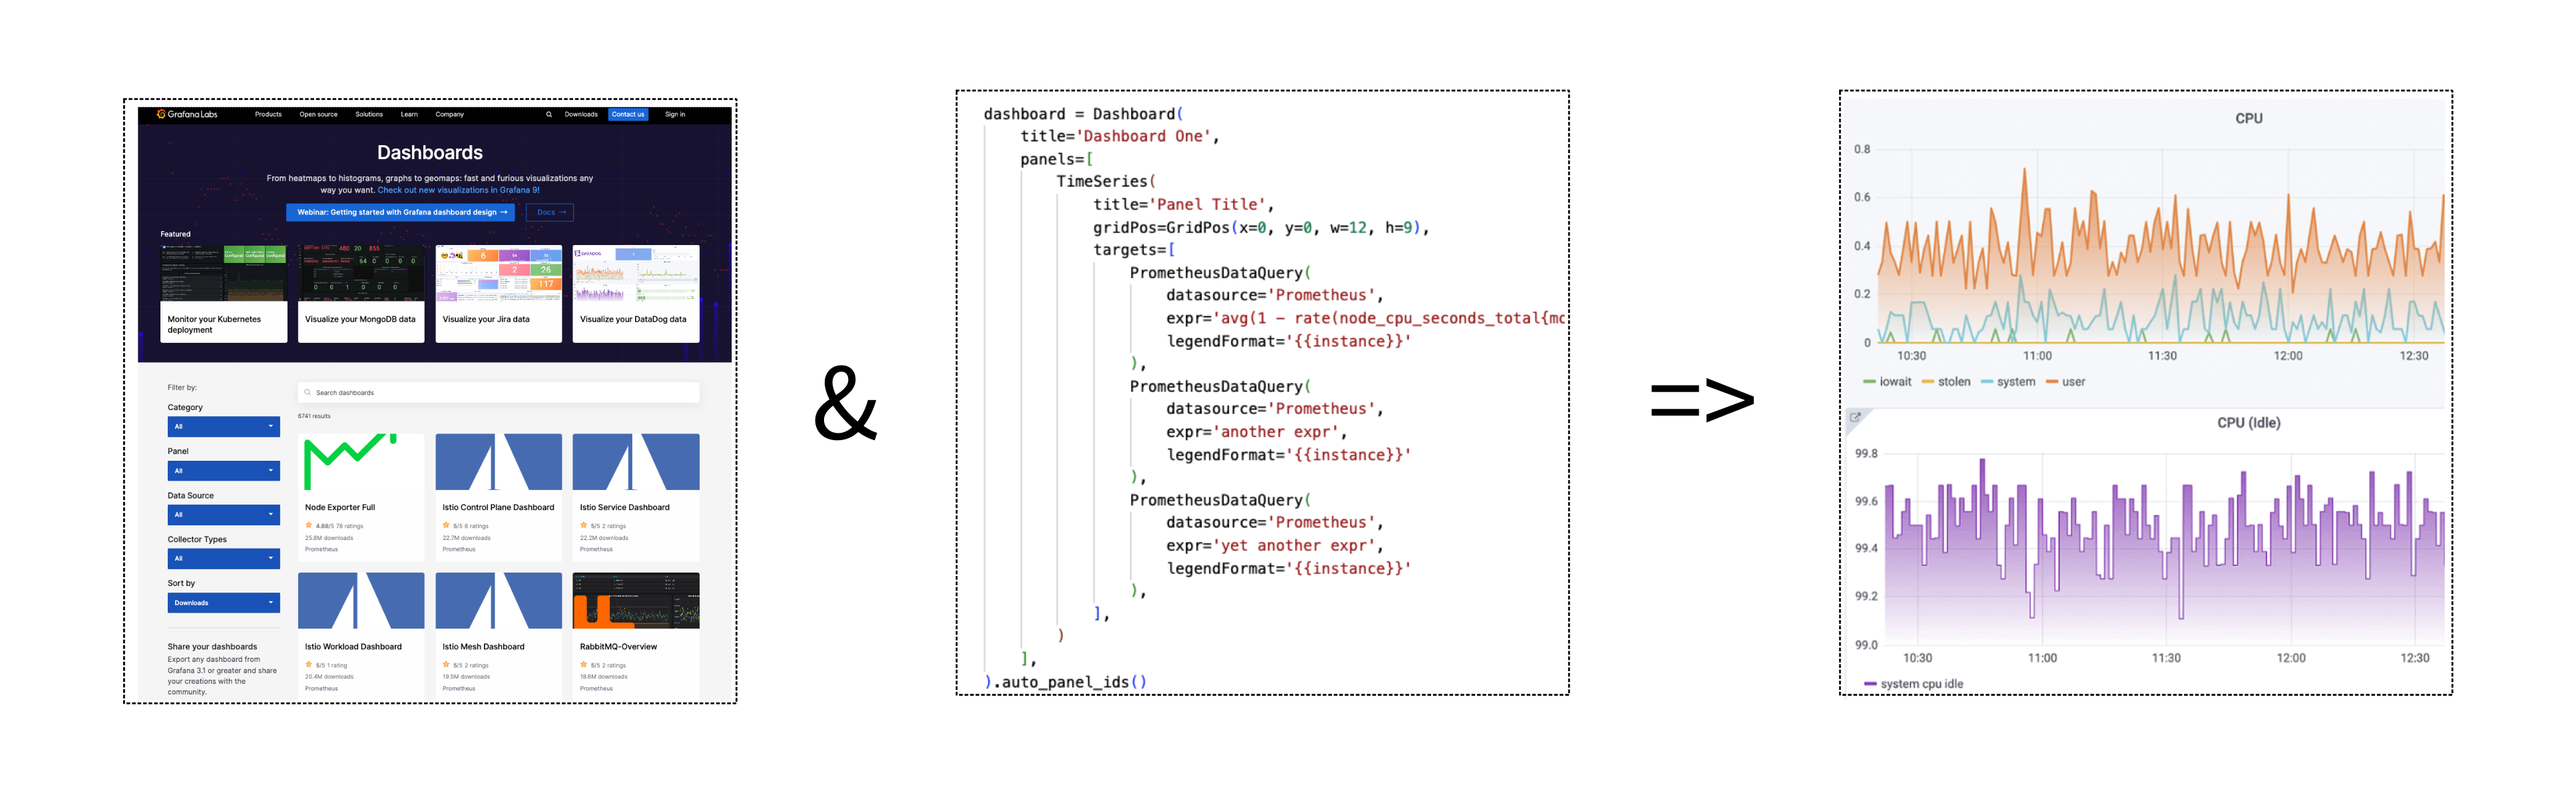 Grafana Labs
Products Open source Solutions Learn Company
Downloads Contact us Sign in
Dashboards
From heatmaps to histograms, graphs to geomaps: fast and furious visualizations any
way you want. Check out new visualizations in Grafana 9!
Webinar: Getting started with Grafana dashboard design → Docs →
Featured
Monitor your Kubernetes
deployment
Visualize your MongoDB data
Visualize your Jira data
Visualize your DataDog data
Filter by:
Category
All
Panel
All
Data Source
All
Collector Types
All
Sort by
Downloads
Share your dashboards
Export any dashboard from
Grafana 3.1 or greater and share
your creations with the
community.
Search dashboards
6741 results
Node Exporter Full
4.88/5 78 ratings
25.8M downloads
Prometheus
Istio Control Plane Dashboard
5/5 6 ratings
22.7M downloads
Prometheus
Istio Service Dashboard
5/5 2 ratings
22.2M downloads
Prometheus
Istio Workload Dashboard
5/5 1 rating
20.4M downloads
Prometheus
Istio Mesh Dashboard
5/5 2 ratings
19.5M downloads
Prometheus
RabbitMQ-Overview
5/5 2 ratings
18.6M downloads
Prometheus
&
dashboard = Dashboard(
title='Dashboard One',
panels=[
TimeSeries(
title='Panel Title',
gridPos=GridPos(x=0, y=0, w=12, h=9),
targets=[
PrometheusDataQuery(
datasource='Prometheus',
expr='avg(1 - rate(node_cpu_seconds_total{mo
legendFormat='{{instance}}'
),
PrometheusDataQuery(
datasource='Prometheus',
expr='another expr',
legendFormat='{{instance}}'
),
PrometheusDataQuery(
datasource='Prometheus',
expr='yet another expr',
legendFormat='{{instance}}'
),
],
)
],
).auto_panel_ids()
=>
CPU
0.8
0.6
0.4
0.2
0
10:30 11:00 11:30 12:00 12:30
iowait stolen system user
CPU (Idle)
99.8
99.6
99.4
99.2
99.0
10:30 11:00 11:30 12:00 12:30
system cpu idle